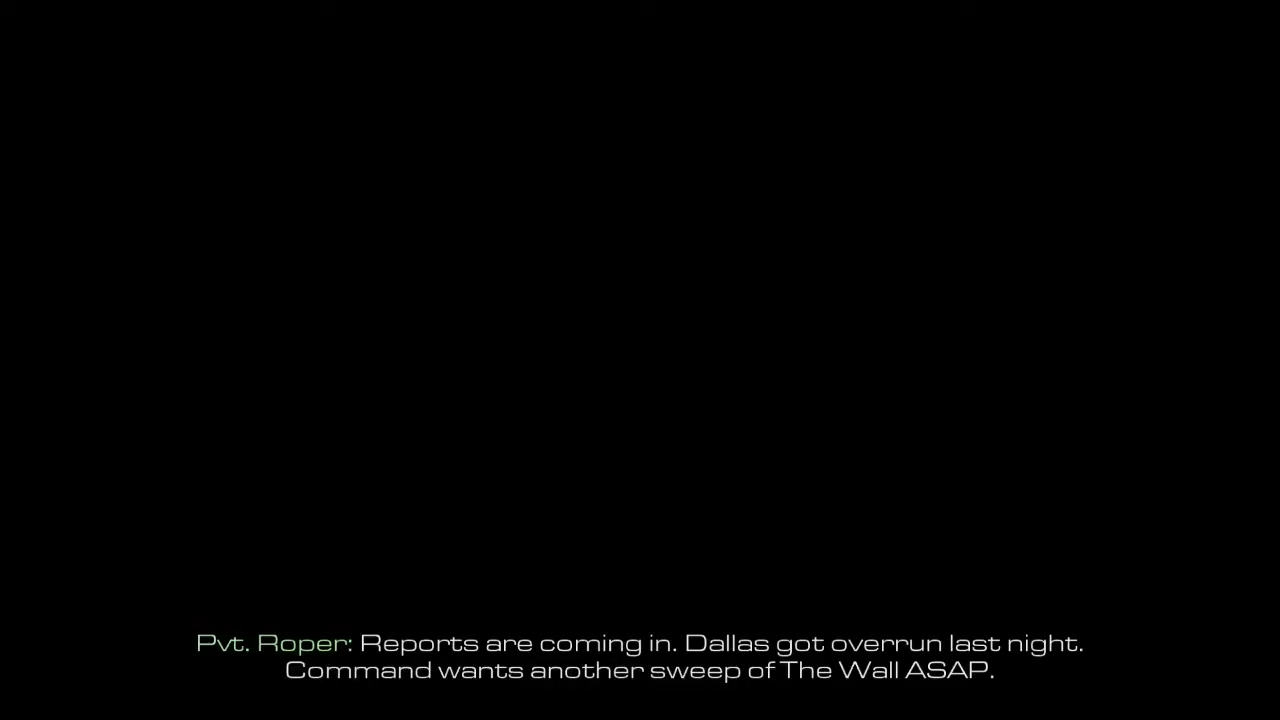 Pvt. Roper: Reports are coming in. Dallas got overrun last night.
Command wants another sweep of The Wall ASAP.